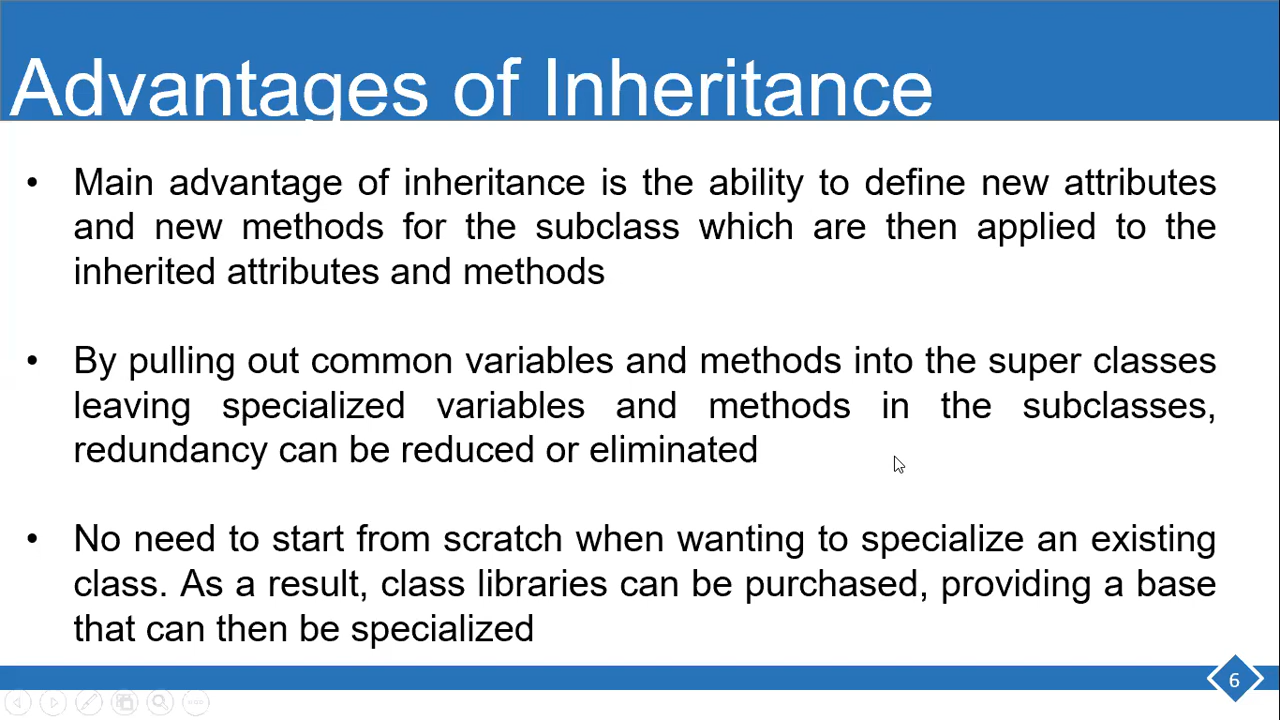 Advantages of Inheritance
• Main advantage of inheritance is the ability to define new attributes
and new methods for the subclass which are then applied to the
inherited attributes and methods
• By pulling out common variables and methods into the super classes
leaving specialized variables and methods in the subclasses,
redundancy can be reduced or eliminated
• No need to start from scratch when wanting to specialize an existing
class. As a result, class libraries can be purchased, providing a base
that can then be specialized
6